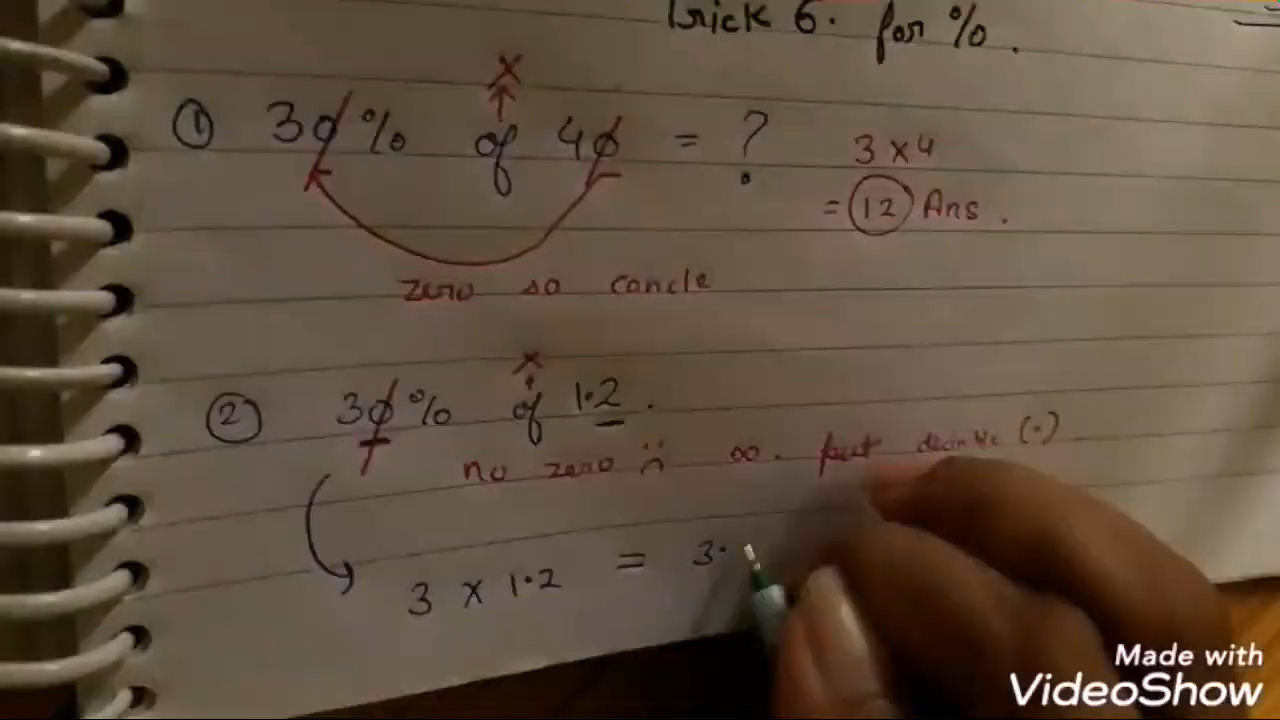 Trick 6. for %.
×
① 30% of 40 = ? 3 × 4
= 12 Ans.
zero so cancle
×
② 30% of 1.2.
no zero so. put (.)
3 × 1.2 = 3.
Made with
VideoShow